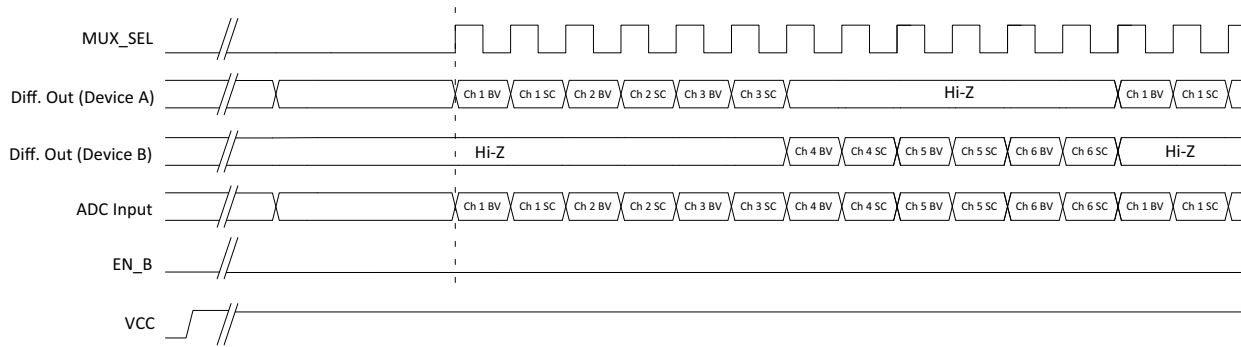 MUX_SEL
Diff. Out (Device A) Ch 1 BV Ch 1 SC Ch 2 BV Ch 2 SC Ch 3 BV Ch 3 SC Hi-Z Ch 1 BV Ch 1 SC
Diff. Out (Device B) Hi-Z Ch 4 BV Ch 4 SC Ch 5 BV Ch 5 SC Ch 6 BV Ch 6 SC Hi-Z
ADC Input Ch 1 BV Ch 1 SC Ch 2 BV Ch 2 SC Ch 3 BV Ch 3 SC Ch 4 BV Ch 4 SC Ch 5 BV Ch 5 SC Ch 6 BV Ch 6 SC Ch 1 BV Ch 1 SC
EN_B
VCC